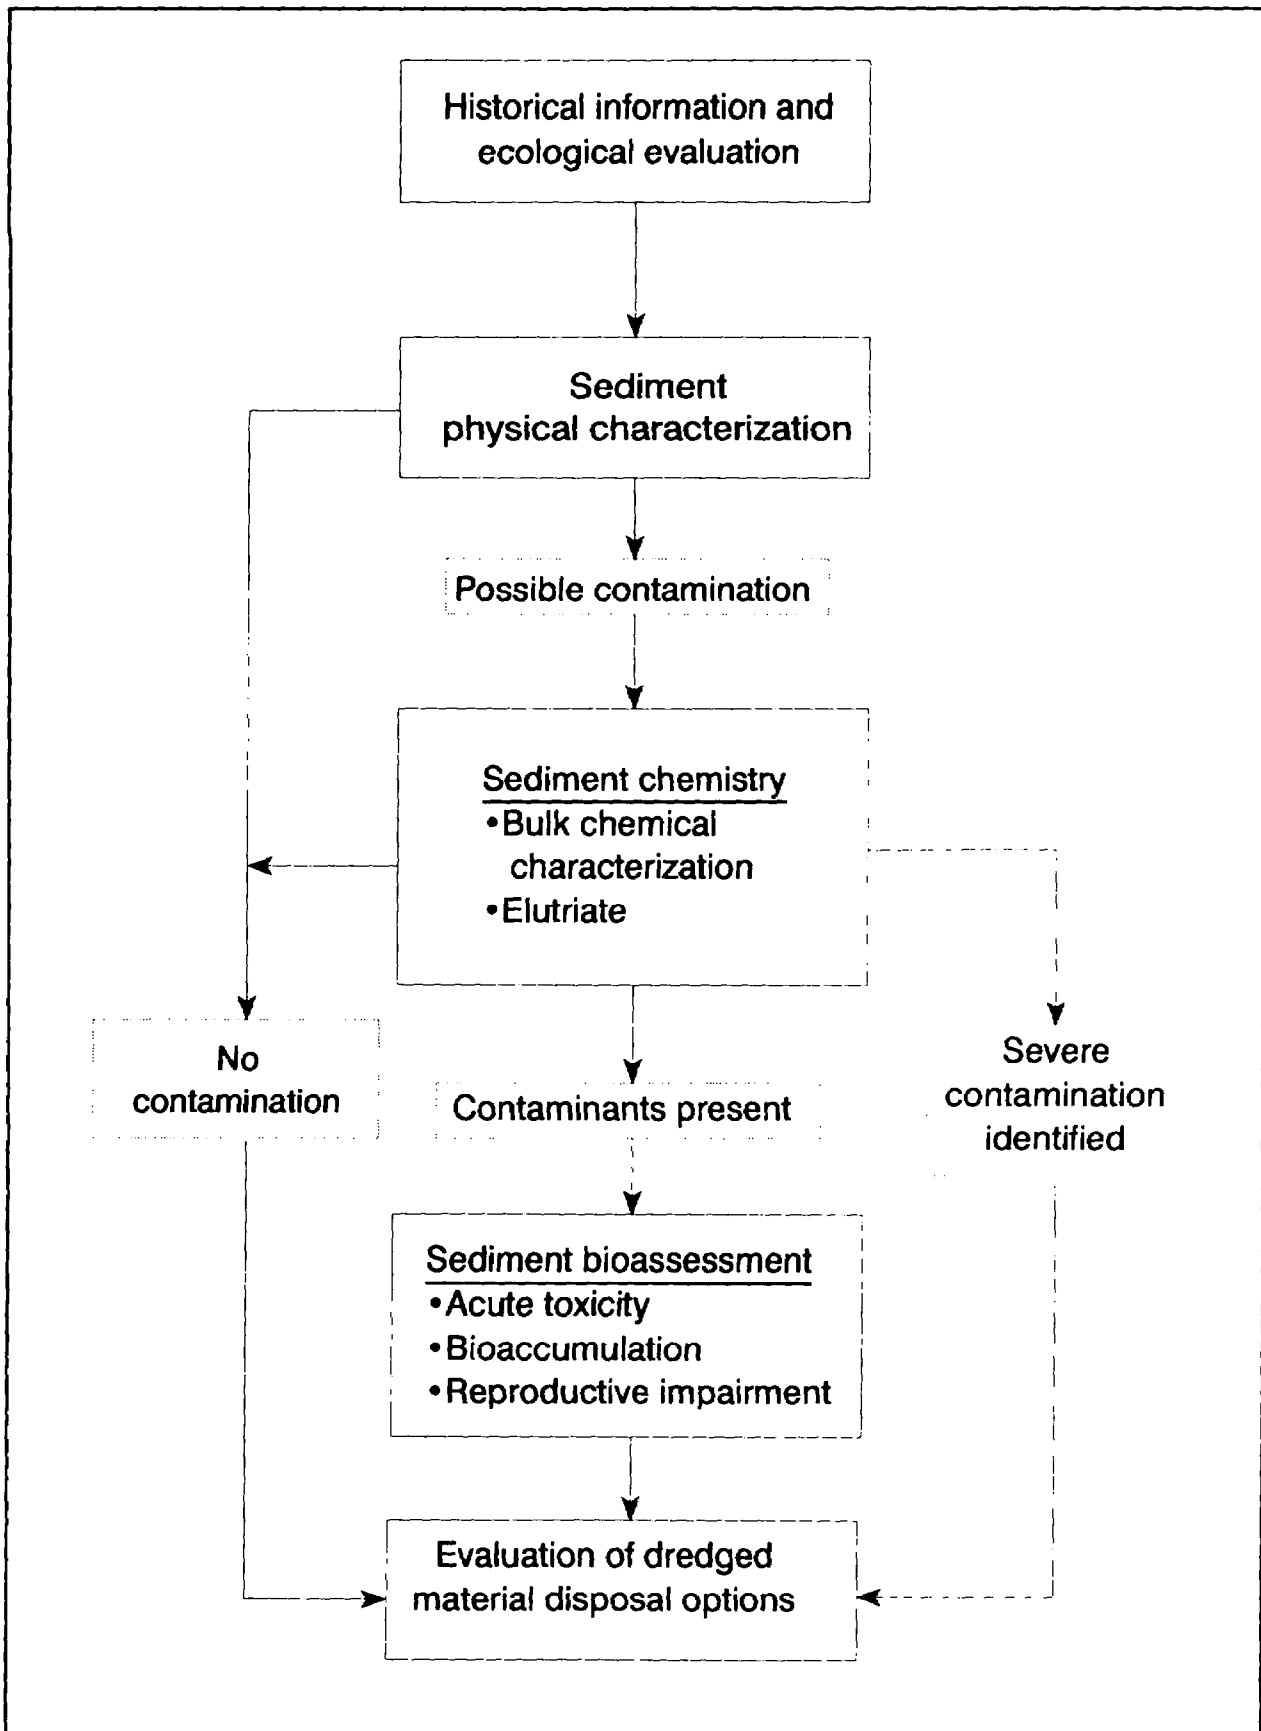 Historical information and
ecological evaluation
Sediment
physical characterization
Possible contamination
Sediment chemistry
•Bulk chemical
characterization
•Elutriate
No
contamination
Contaminants present
Severe
contamination
identified
Sediment bioassessment
•Acute toxicity
•Bioaccumulation
•Reproductive impairment
Evaluation of dredged
material disposal options